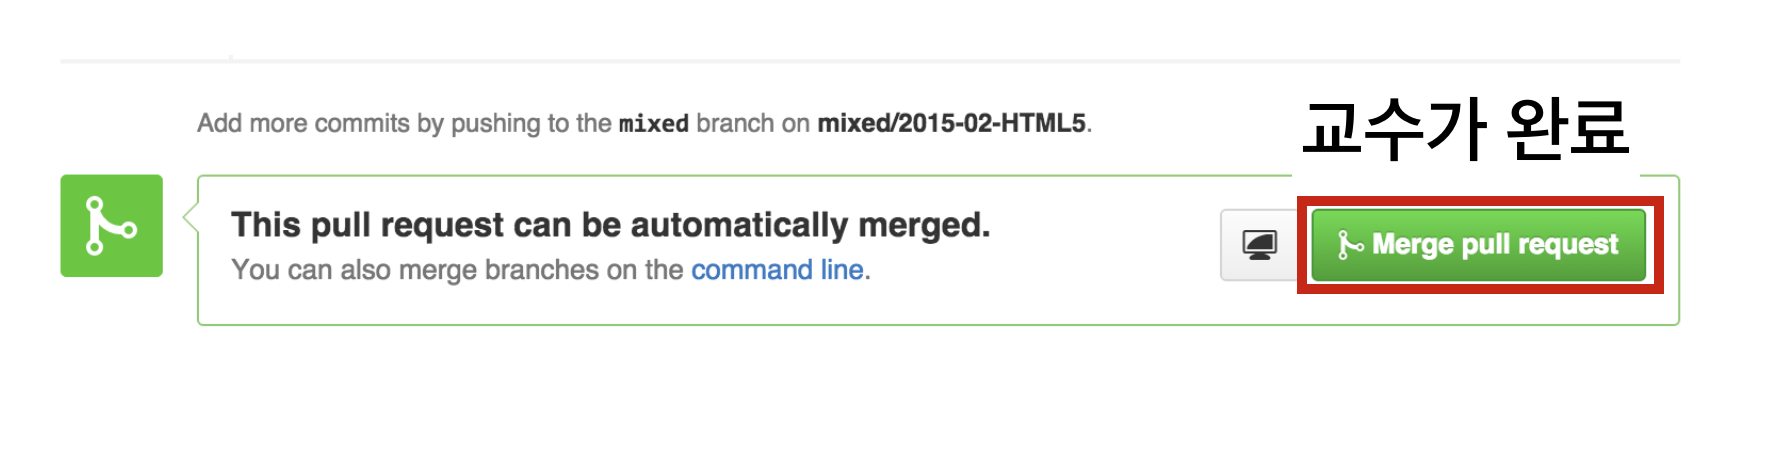 Add more commits by pushing to the mixed branch on mixed/2015-02-HTML5.
교수가 완료
This pull request can be automatically merged.
You can also merge branches on the command line.
Merge pull request